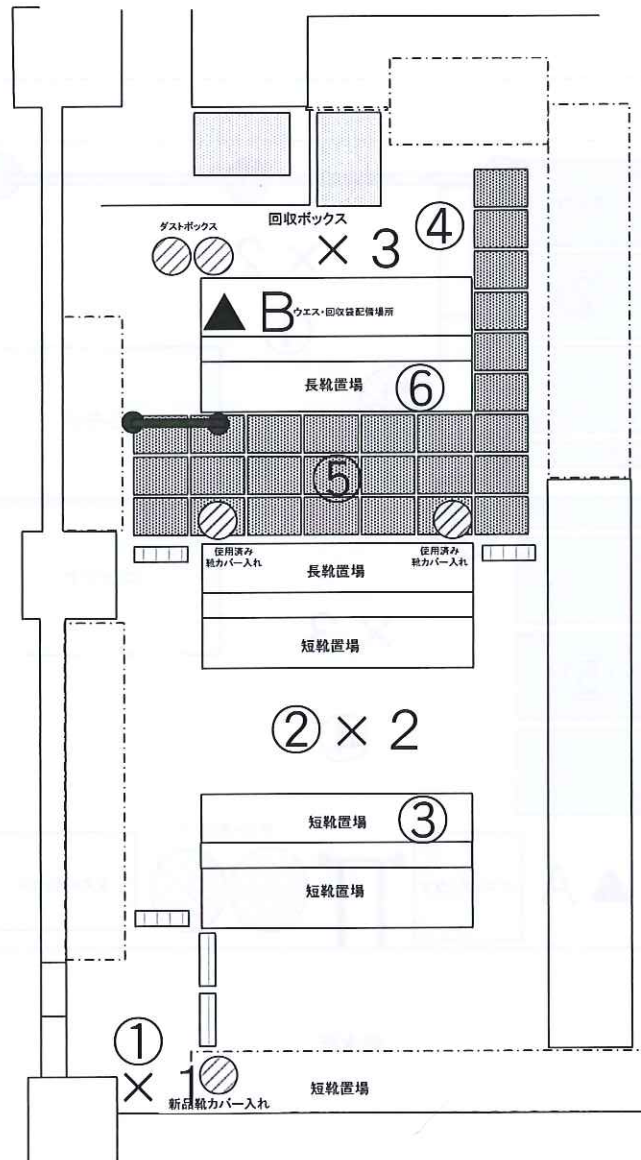 ダストボックス
回収ボックス
④
× 3
▲ B ウエス・回収袋配備場所
長靴置場 ⑥
⑤
使用済み
靴カバー入れ
使用済み
靴カバー入れ
長靴置場
短靴置場
② × 2
短靴置場 ③
短靴置場
①
× 1
新品靴カバー入れ
短靴置場